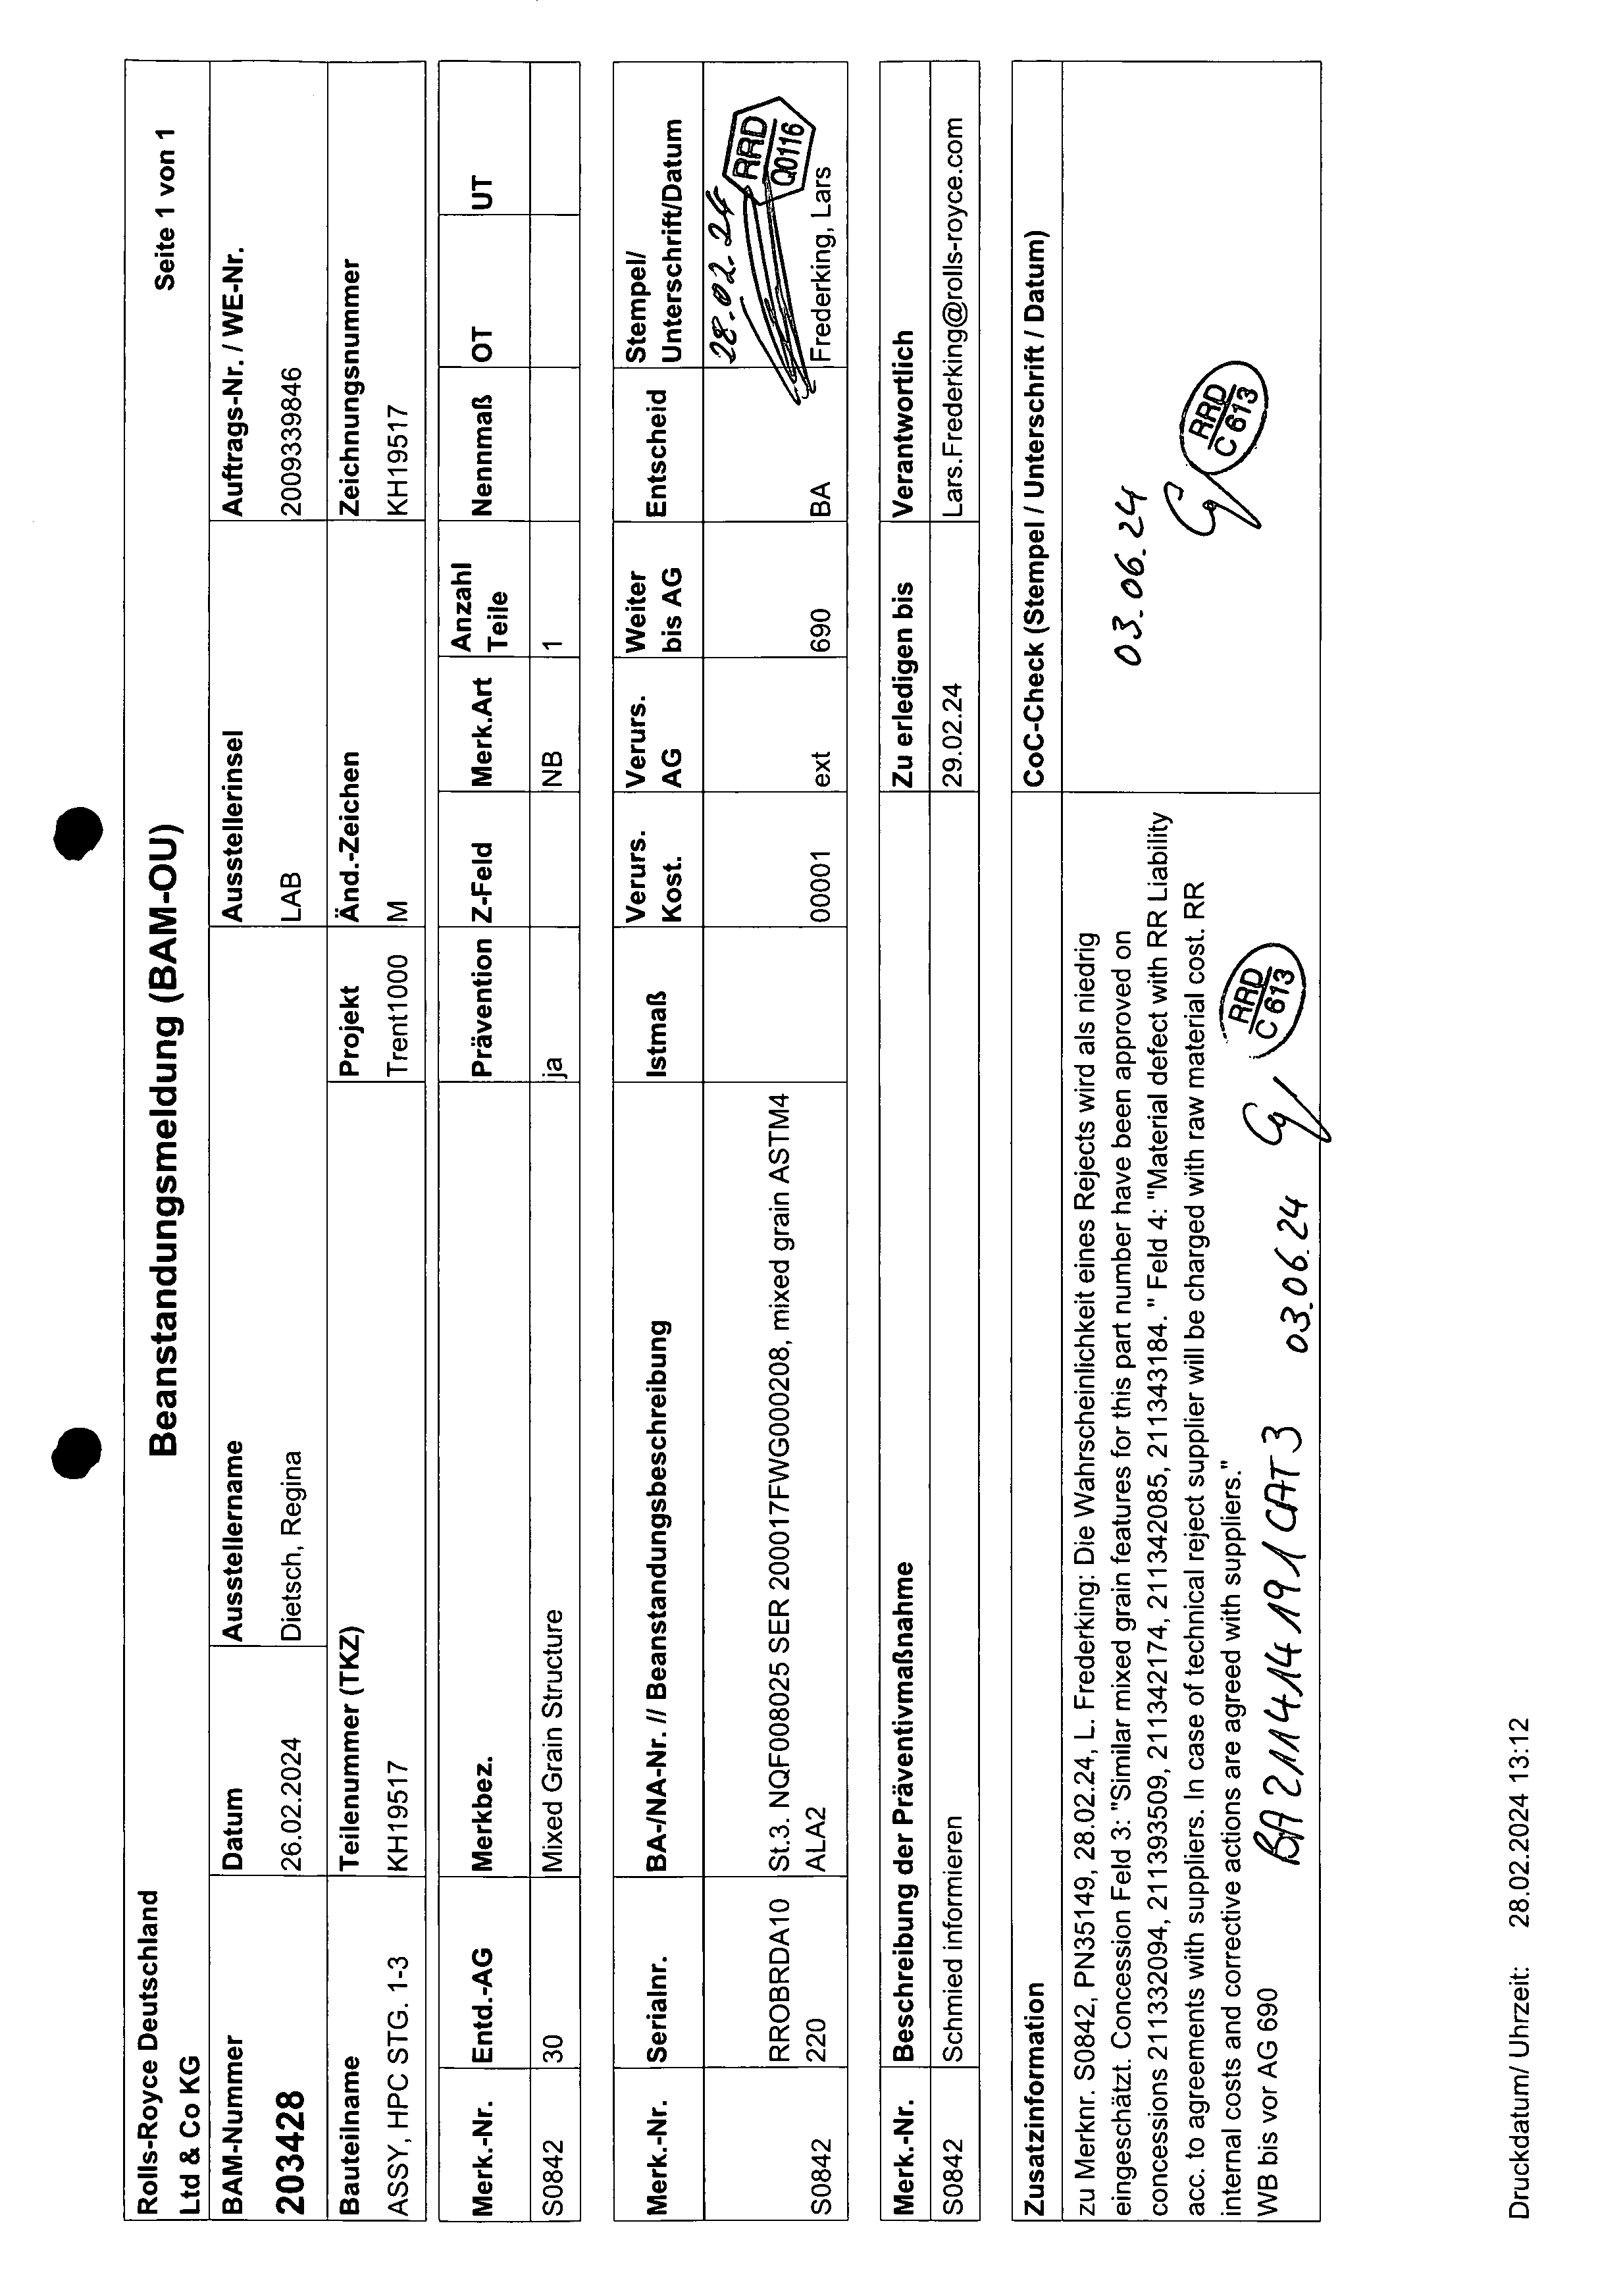 Rolls-Royce Deutschland
Ltd & Co KG
Beanstandungsmeldung (BAM-OU)
Seite 1 von 1
BAM-Nummer Datum Ausstellername Ausstellerinsel Auftrags-Nr. / WE-Nr.
203428 26.02.2024 Dietsch, Regina LAB 2009339846
Bauteilname Teilenummer (TKZ) Projekt Änd.-Zeichen Zeichnungsnummer
ASSY, HPC STG. 1-3 KH19517 Trent1000 M KH19517
Merk.-Nr. Entd.-AG Merkbez. Prävention Z-Feld Merk.Art Anzahl Teile Nennmaß OT UT
S0842 30 Mixed Grain Structure ja NB 1
Merk.-Nr. Serialnr. BA-/NA-Nr. // Beanstandungsbeschreibung Istmaß Verurs. Kost. Verurs. AG Weiter bis AG Entscheid Stempel/ Unterschrift/Datum
28.02.24
RRD
Q0116
RROBRDA10 St.3. NQF008025 SER 200017FWG000208, mixed grain ASTM4
S0842 220 ALA2 00001 ext 690 BA Frederking, Lars
Merk.-Nr. Beschreibung der Präventivmaßnahme Zu erledigen bis Verantwortlich
S0842 Schmied informieren 29.02.24 Lars.Frederking@rolls-royce.com
Zusatzinformation CoC-Check (Stempel / Unterschrift / Datum)
zu Merknr. S0842, PN35149, 28.02.24, L. Frederking: Die Wahrscheinlichkeit eines Rejects wird als niedrig
eingeschätzt. Concession Feld 3: "Similar mixed grain features for this part number have been approved on
concessions 211332094, 211393509, 211342174, 211342085, 211343184. " Feld 4: "Material defect with RR Liability
acc. to agreements with suppliers. In case of technical reject supplier will be charged with raw material cost. RR
internal costs and corrective actions are agreed with suppliers."
WB bis vor AG 690
BA 211414191 CAT 3 03.06.24
RRD
C 613
03.06.24
RRD
C 613
Druckdatum/ Uhrzeit: 28.02.2024 13:12